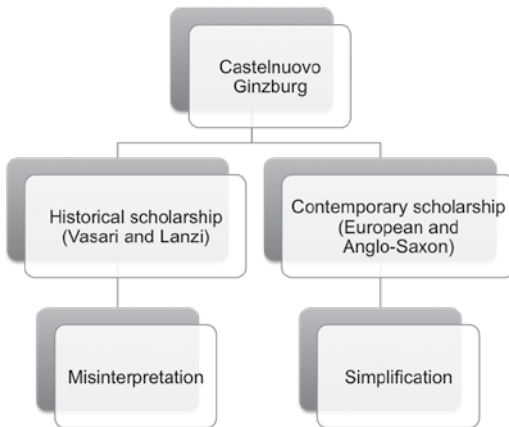 Castelnuovo
Ginzburg
Historical scholarship
(Vasari and Lanzi)
Contemporary scholarship
(European and
Anglo-Saxon)
Misinterpretation
Simplification